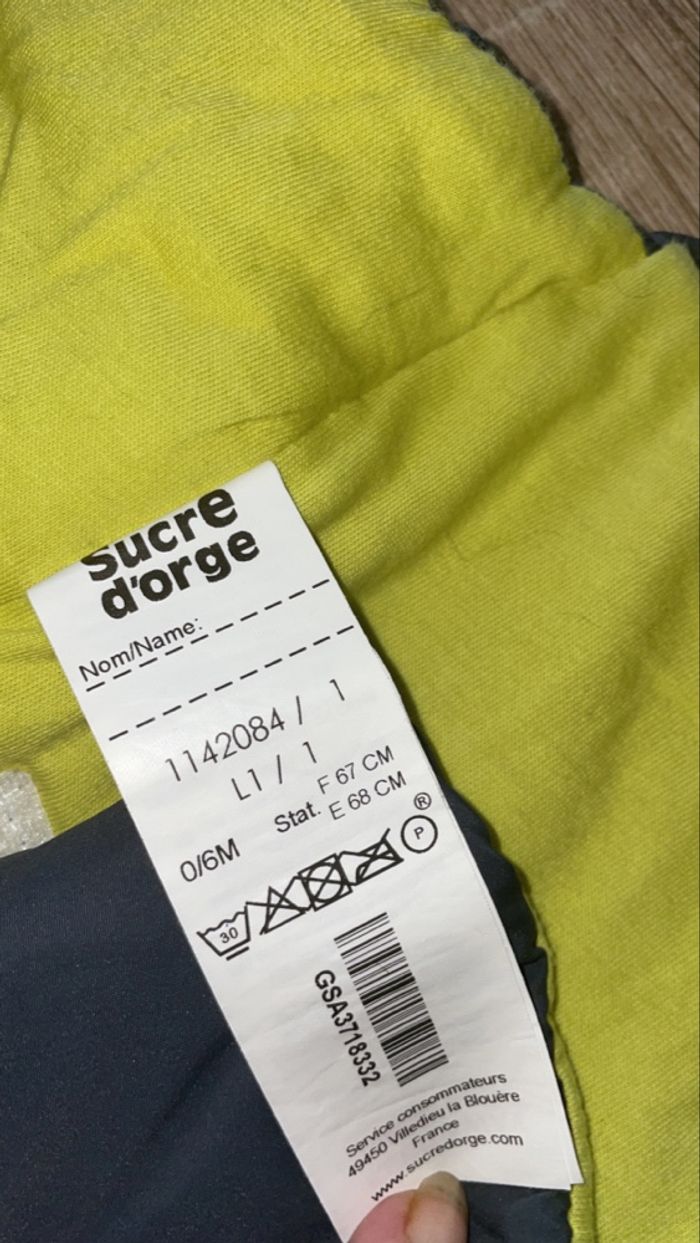 Sucre
d'orge
Nom/Name:
1142084 / 1
L1 / 1
Stat. F 67 CM
E 68 CM
0/6M
30
P
®
GSA3718332
Service consommateurs
49450 Villedieu la Blouère
France
www.sucredorge.com